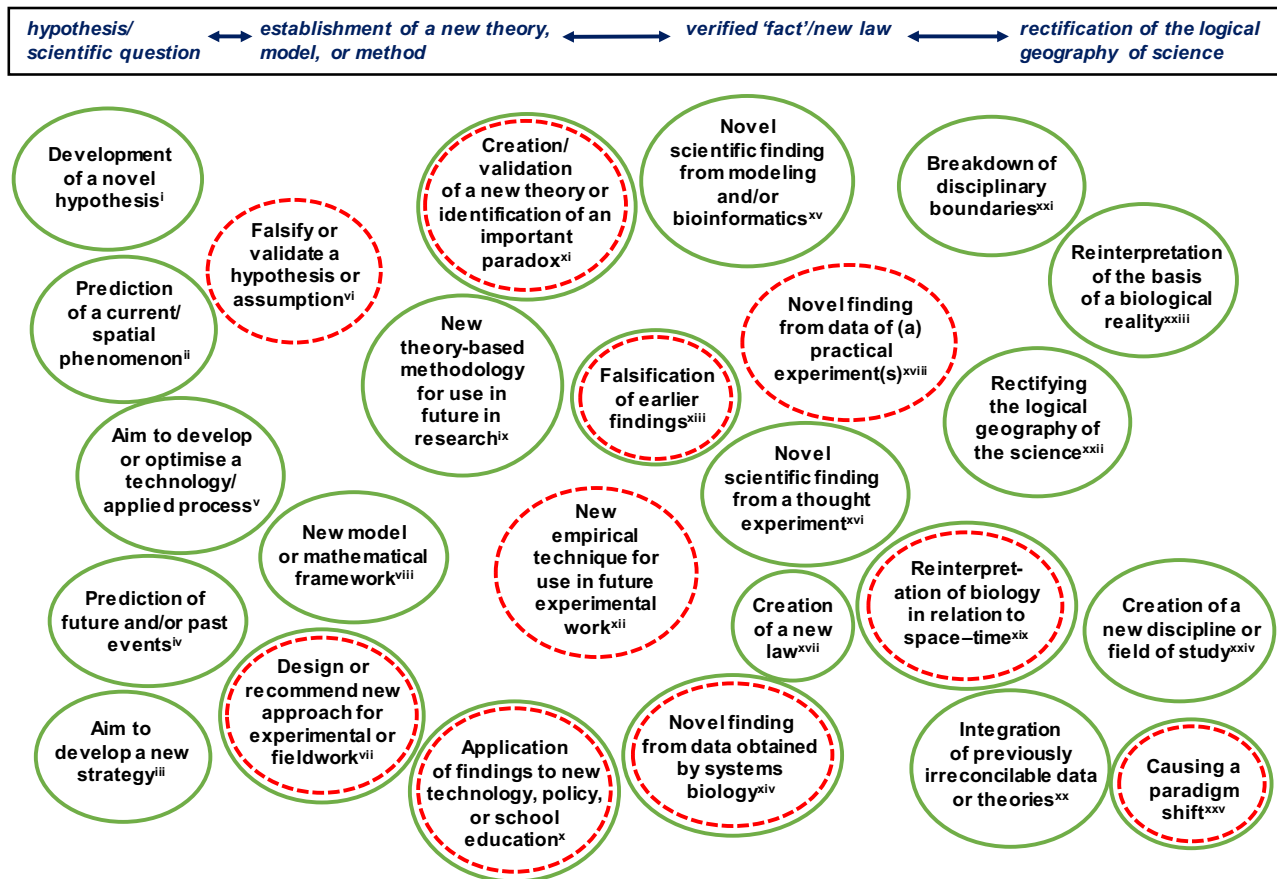 hypothesis/
scientific question
establishment of a new theory,
model, or method
verified ‘fact’/new law
rectification of the logical
geography of science
Development
of a novel
hypothesisⁱ
Falsify or
validate a
hypothesis or
assumptionᵛⁱ
Creation/
validation
of a new theory or
identification of an
important
paradoxˣⁱ
Novel
scientific finding
from modeling
and/or
bioinformaticsˣᵛ
Breakdown of
disciplinary
boundariesˣˣⁱ
Reinterpretation
of the basis
of a biological
realityˣˣⁱⁱⁱ
Prediction
of a current/
spatial
phenomenonⁱⁱ
New
theory-based
methodology
for use in
future in
researchⁱˣ
Falsification
of earlier
findingsˣⁱⁱⁱ
Novel finding
from data of (a)
practical
experiment(s)ˣᵛⁱⁱⁱ
Rectifying
the logical
geography of
the scienceˣˣⁱⁱ
Aim to develop
or optimise a
technology/
applied processᵛ
New model
or mathematical
frameworkᵛⁱⁱⁱ
New
empirical
technique for
use in future
experimental
workˣⁱⁱ
Novel
scientific finding
from a thought
experimentˣᵛⁱ
Prediction of
future and/or past
eventsⁱᵛ
Creation
of a new
lawˣᵛⁱⁱ
Reinterpret-
ation of biology
in relation to
space–timeˣⁱˣ
Creation of a
new discipline or
field of studyˣˣⁱᵛ
Aim to
develop a new
strategyⁱⁱⁱ
Design or
recommend new
approach for
experimental or
fieldworkᵛⁱⁱ
Application
of findings to new
technology, policy,
or school
educationˣ
Novel finding
from data obtained
by systems
biologyˣⁱᵛ
Integration
of previously
irreconcilable data
or theoriesˣˣ
Causing a
paradigm
shiftˣˣᵛ